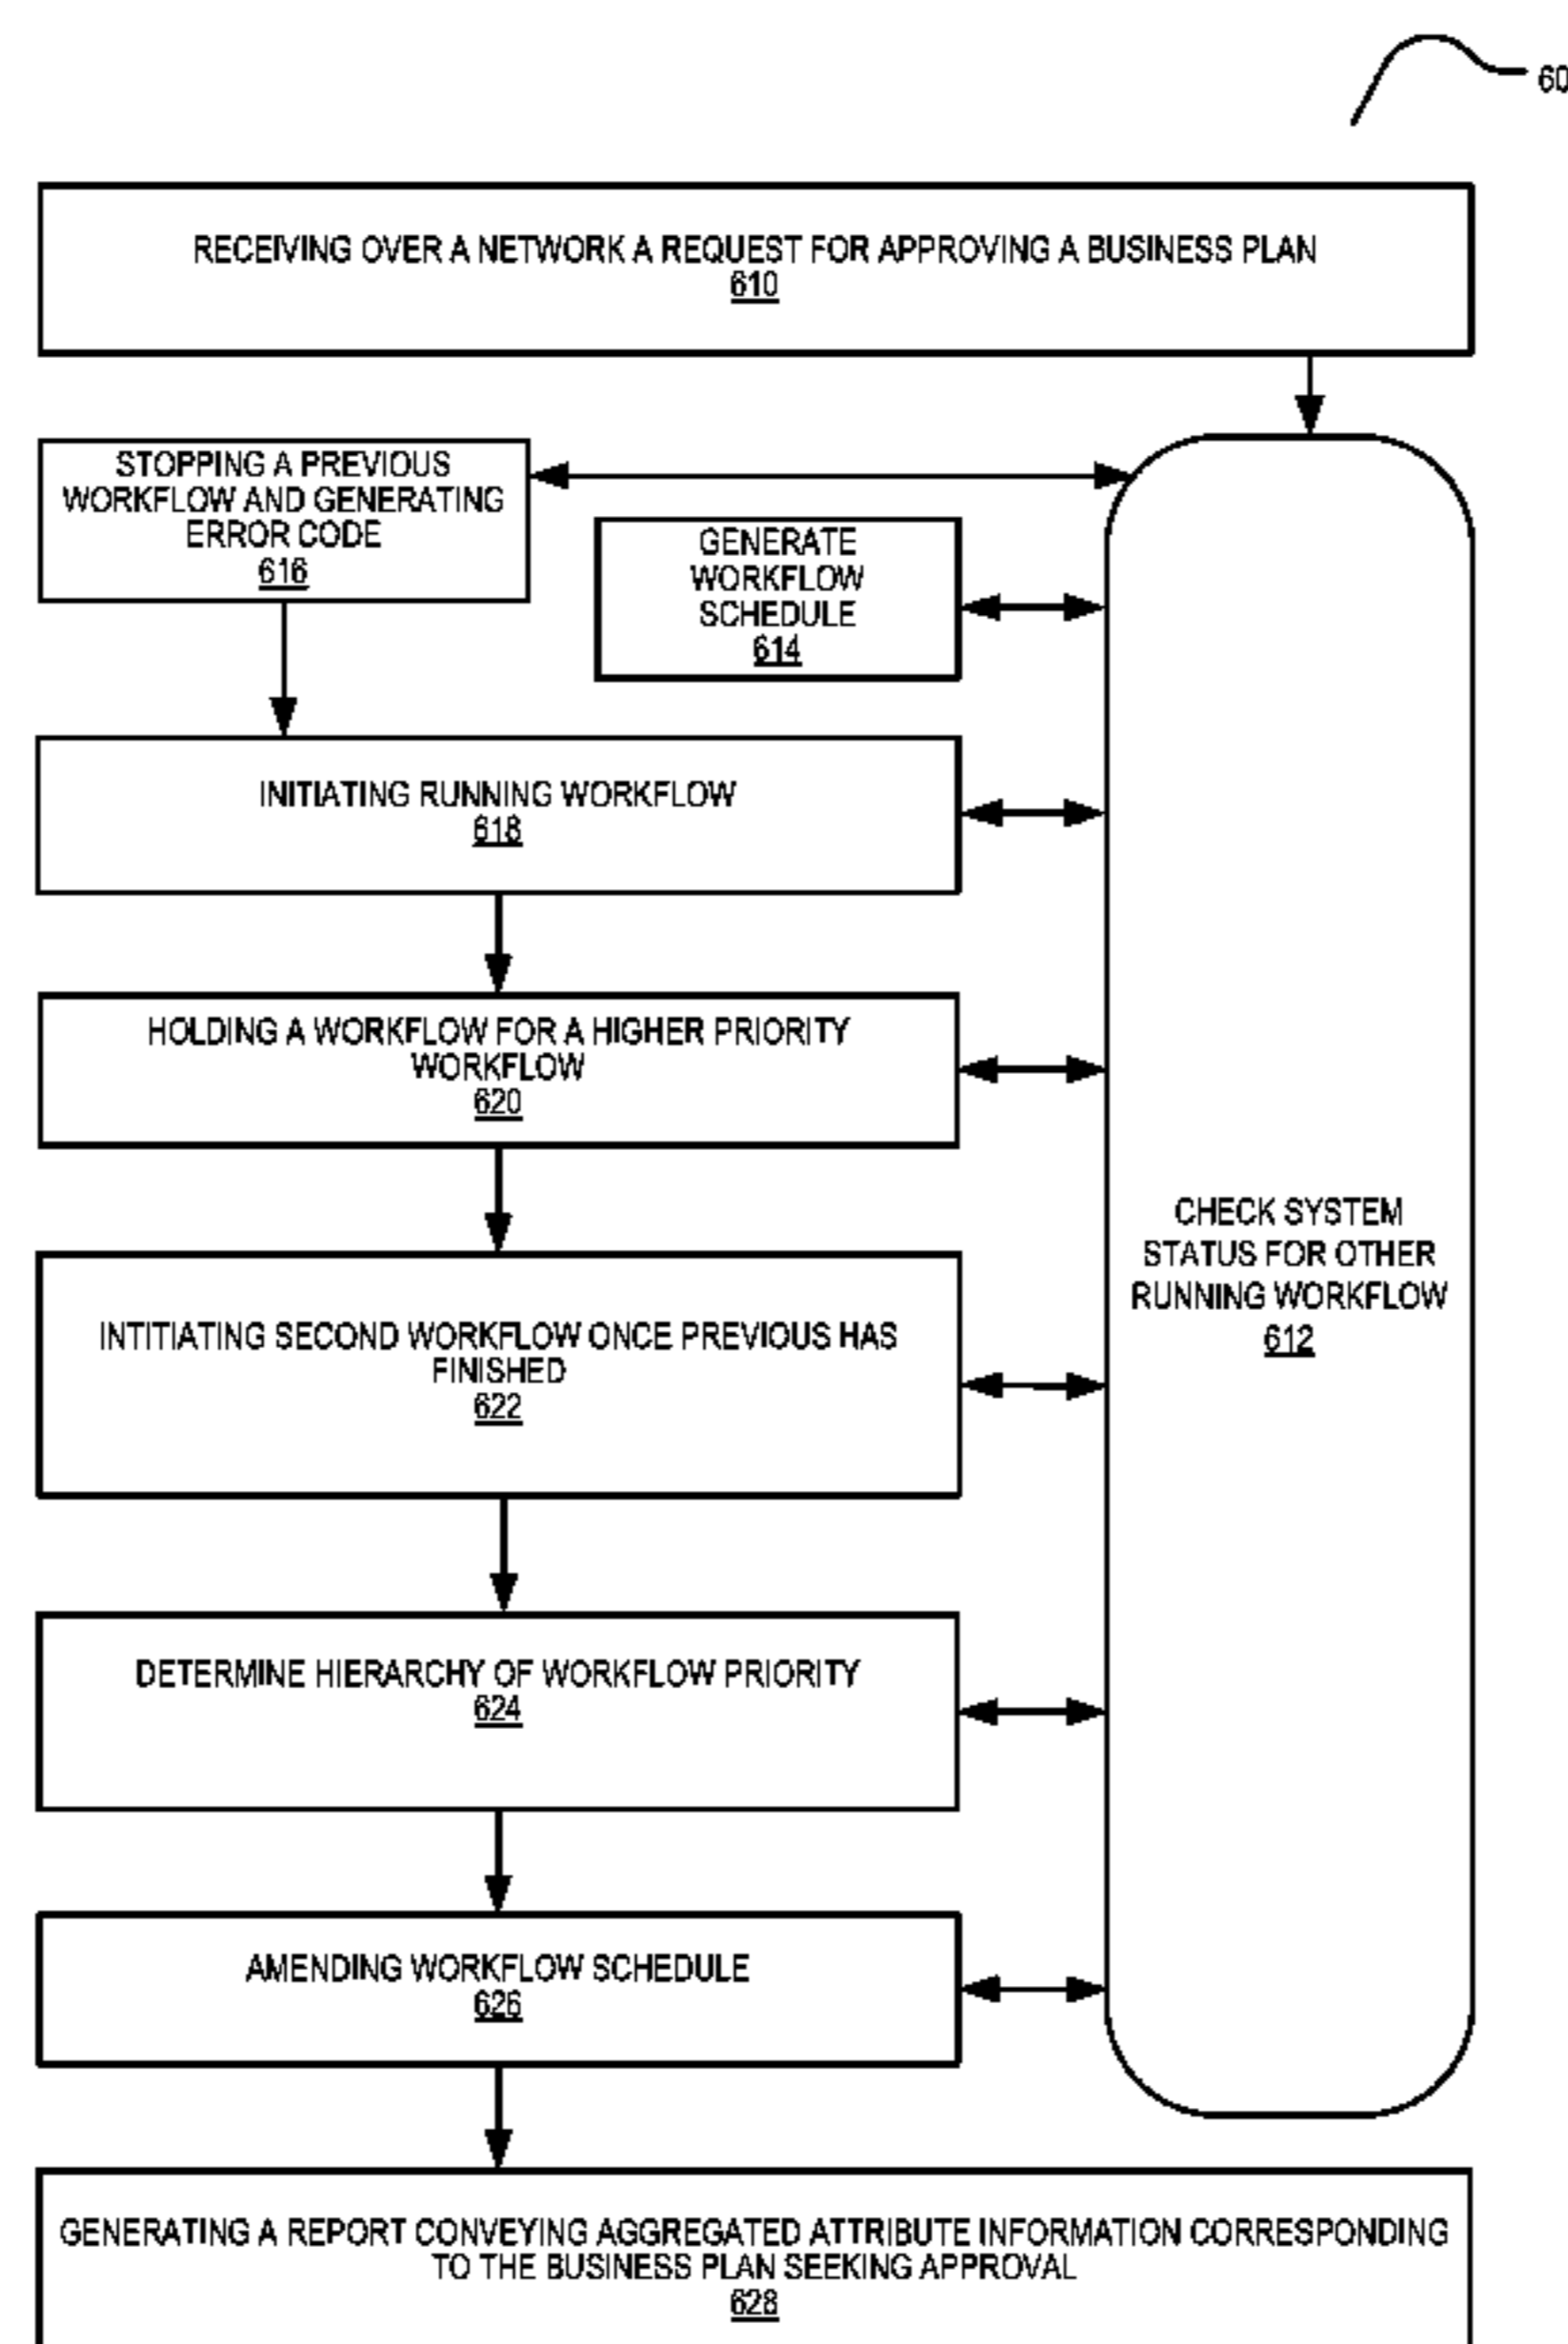 60
RECEIVING OVER A NETWORK A REQUEST FOR APPROVING A BUSINESS PLAN
610
STOPPING A PREVIOUS
WORKFLOW AND GENERATING
ERROR CODE
616
GENERATE
WORKFLOW
SCHEDULE
614
INITIATING RUNNING WORKFLOW
618
HOLDING A WORKFLOW FOR A HIGHER PRIORITY
WORKFLOW
620
CHECK SYSTEM
STATUS FOR OTHER
RUNNING WORKFLOW
612
INTITIATING SECOND WORKFLOW ONCE PREVIOUS HAS
FINISHED
622
DETERMINE HIERARCHY OF WORKFLOW PRIORITY
624
AMENDING WORKFLOW SCHEDULE
626
GENERATING A REPORT CONVEYING AGGREGATED ATTRIBUTE INFORMATION CORRESPONDING
TO THE BUSINESS PLAN SEEKING APPROVAL
628